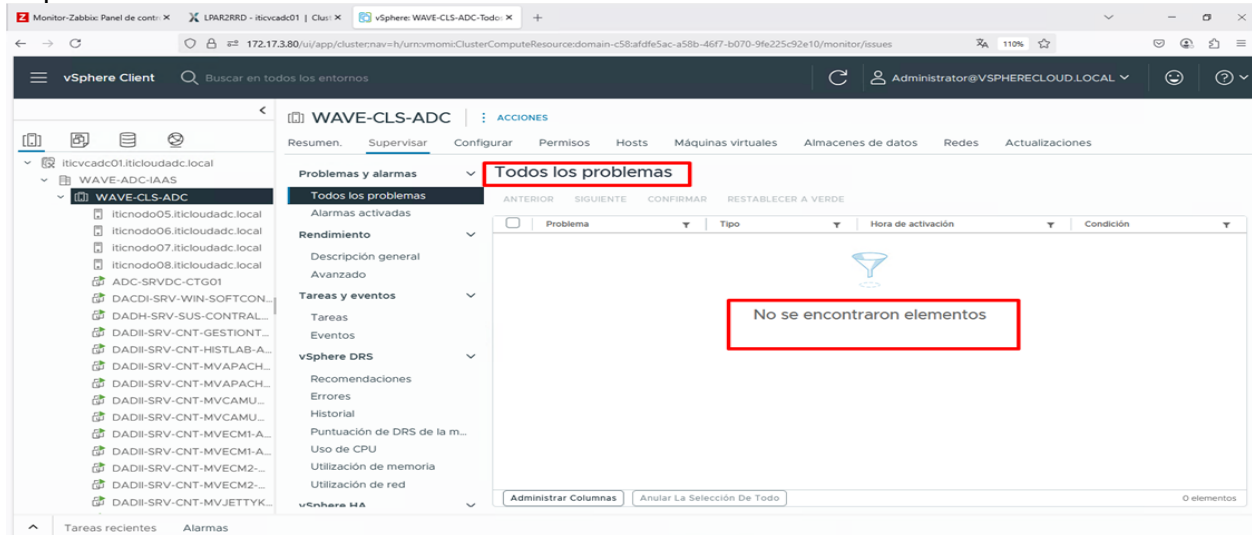 Monitor-Zabbix: Panel de contr
LPAR2RRD - iticvcadc01 | Clust
vSphere: WAVE-CLS-ADC-Todo
172.17.3.80/ui/app/cluster;nav=h/urn:vmomi:ClusterComputeResource:domain-c58:afdfe5ac-a58b-46f7-b070-9fe225c92e10/monitor/issues
110%
vSphere Client
Buscar en todos los entornos
Administrator@VSPHERECLOUD.LOCAL
WAVE-CLS-ADC
ACCIONES
Resumen. Supervisar Configurar Permisos Hosts Máquinas virtuales Almacenes de datos Redes Actualizaciones
iticvcadc01.iticloudadc.local
WAVE-ADC-IAAS
WAVE-CLS-ADC
iticnodo05.iticloudadc.local
iticnodo06.iticloudadc.local
iticnodo07.iticloudadc.local
iticnodo08.iticloudadc.local
ADC-SRVDC-CTG01
DACDI-SRV-WIN-SOFTCON...
DADH-SRV-SUS-CONTRAL...
DADII-SRV-CNT-GESTIONT...
DADII-SRV-CNT-HISTLAB-A...
DADII-SRV-CNT-MVAPACH...
DADII-SRV-CNT-MVAPACH...
DADII-SRV-CNT-MVCAMU...
DADII-SRV-CNT-MVCAMU...
DADII-SRV-CNT-MVECM1-A...
DADII-SRV-CNT-MVECM1-A...
DADII-SRV-CNT-MVECM2-...
DADII-SRV-CNT-MVECM2-...
DADII-SRV-CNT-MVJETTYK...
Problemas y alarmas
Todos los problemas
Alarmas activadas
Rendimiento
Descripción general
Avanzado
Tareas y eventos
Tareas
Eventos
vSphere DRS
Recomendaciones
Errores
Historial
Puntuación de DRS de la m...
Uso de CPU
Utilización de memoria
Utilización de red
vSphere HA
Todos los problemas
ANTERIOR SIGUIENTE CONFIRMAR RESTABLECER A VERDE
Problema Tipo Hora de activación Condición
No se encontraron elementos
Administrar Columnas Anular La Selección De Todo 0 elementos
Tareas recientes Alarmas